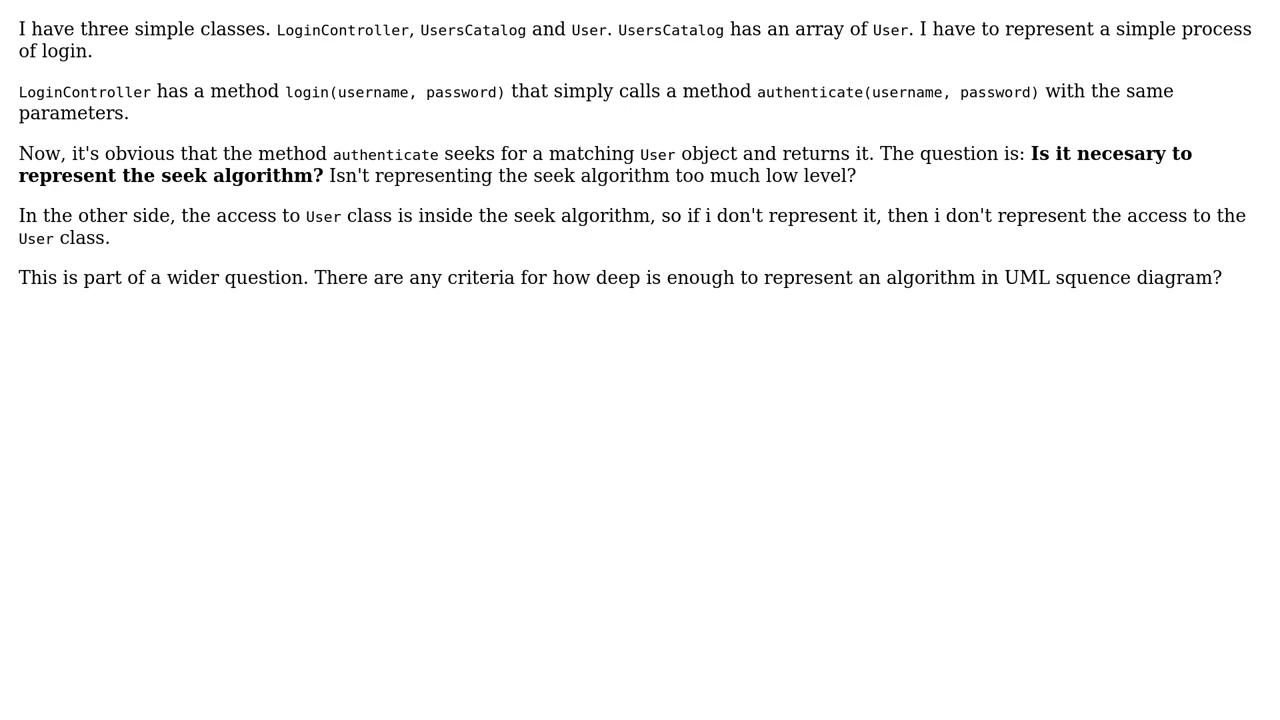 I have three simple classes. LoginController, UsersCatalog and User. UsersCatalog has an array of User. I have to represent a simple process
of login.
LoginController has a method login(username, password) that simply calls a method authenticate(username, password) with the same
parameters.
Now, it's obvious that the method authenticate seeks for a matching User object and returns it. The question is: Is it necesary to
represent the seek algorithm? Isn't representing the seek algorithm too much low level?
In the other side, the access to User class is inside the seek algorithm, so if i don't represent it, then i don't represent the access to the
User class.
This is part of a wider question. There are any criteria for how deep is enough to represent an algorithm in UML squence diagram?